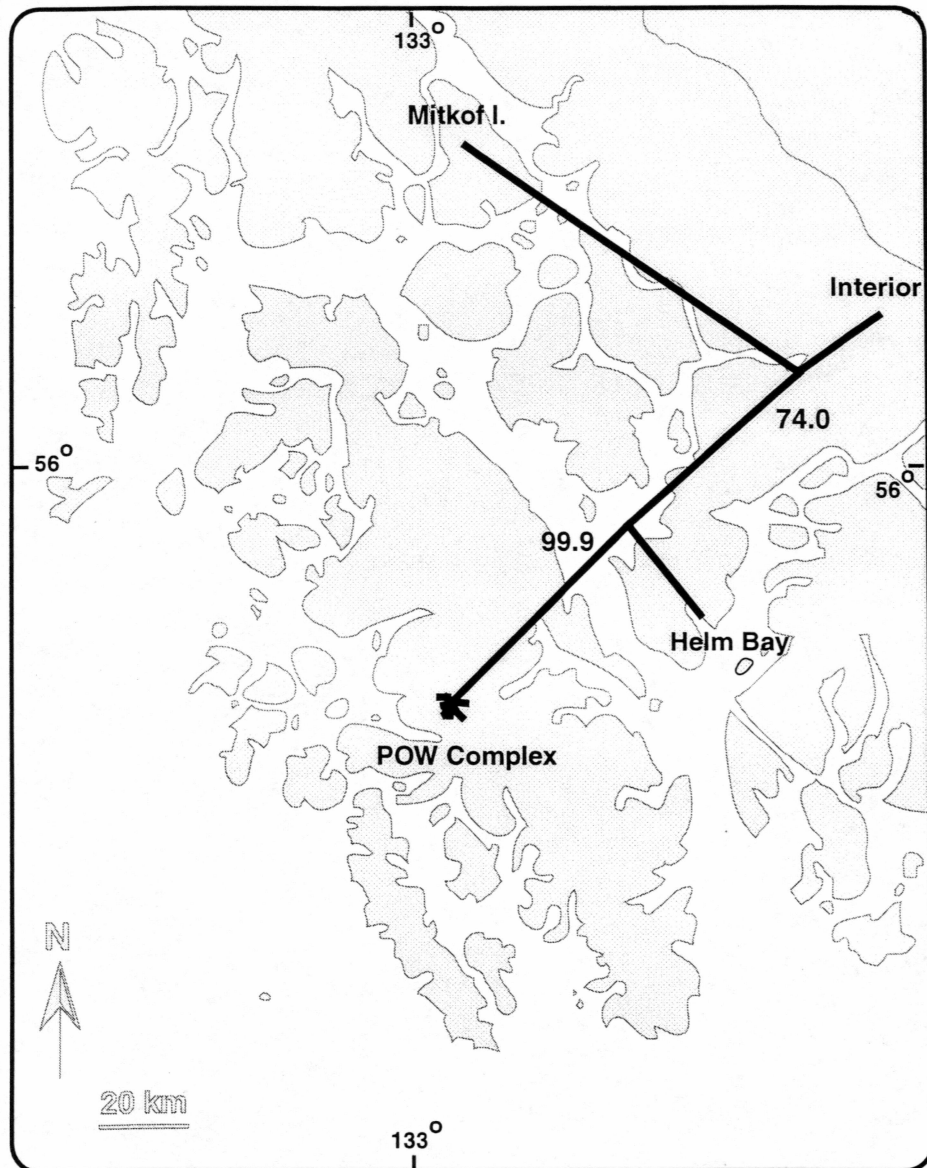 133°
Mitkof I.
Interior
74.0
56°
56°
99.9
Helm Bay
POW Complex
N
20 km
133°